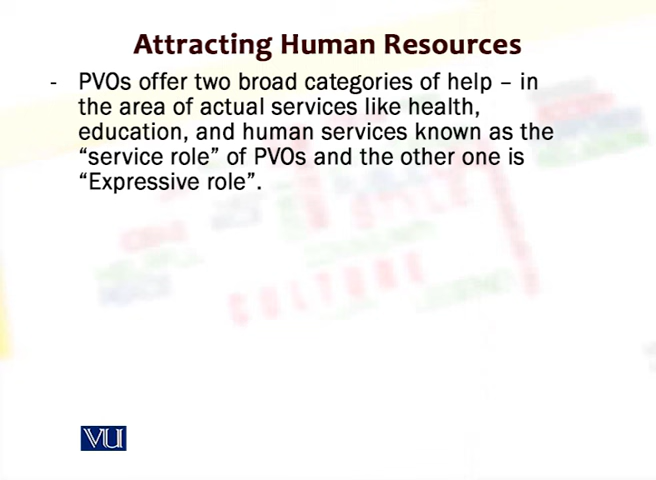 Attracting Human Resources
- PVOs offer two broad categories of help – in
the area of actual services like health,
education, and human services known as the
“service role” of PVOs and the other one is
“Expressive role”.
CULTURE
VU